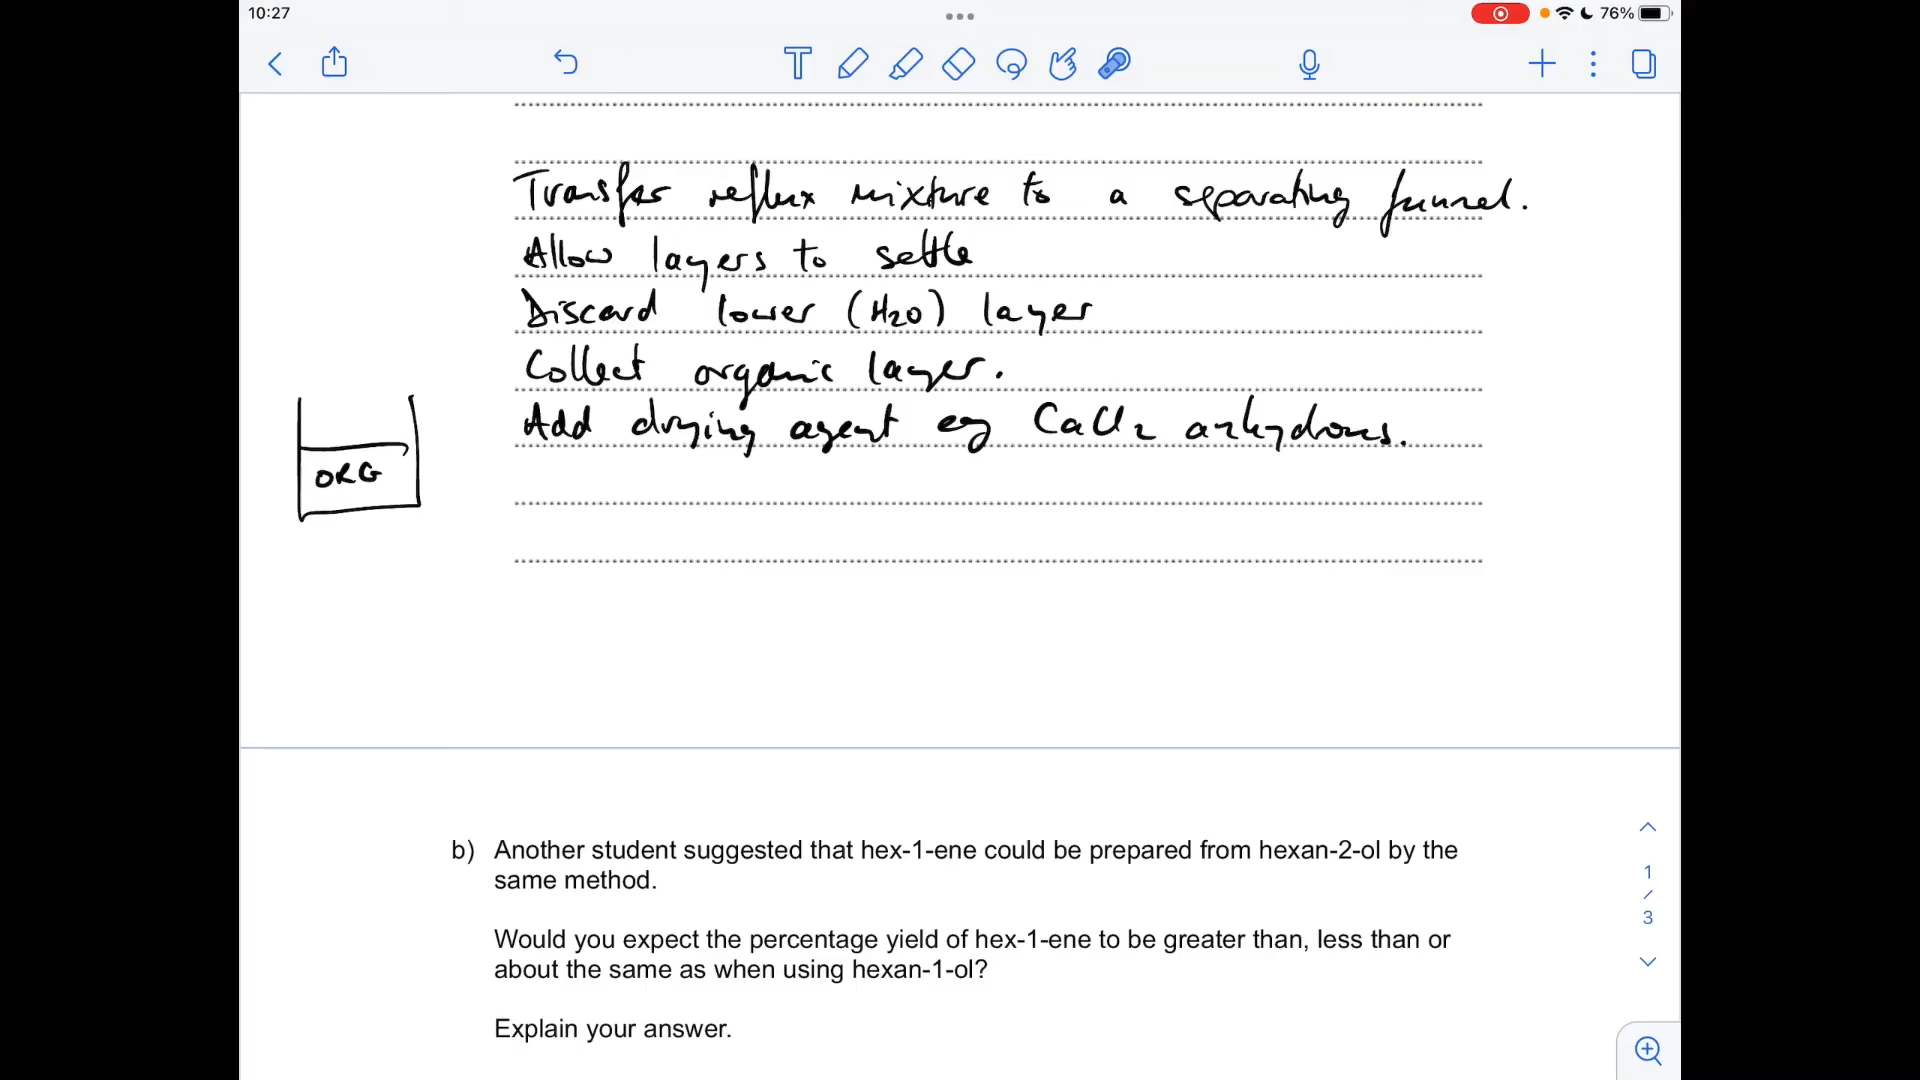 10:27
76%
Transfer reflux mixture to a separating funnel.
Allow layers to settle
Discard lower (H2O) layer
Collect organic layer.
Add drying agent eg CaCl2 anhydrous.
ORG
b) Another student suggested that hex-1-ene could be prepared from hexan-2-ol by the
same method.
Would you expect the percentage yield of hex-1-ene to be greater than, less than or
about the same as when using hexan-1-ol?
Explain your answer.
1
/
3